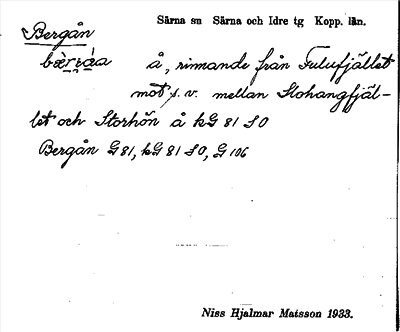 Bergån
Särna sn Särna och Idre tg Kopp. län.
å, rinnande från Fulufjället
mot s.v. mellan Slohangfjäl-
let och Storhön å kG 81 SO
Bergån G 81, kG 81 SO, G 106
Niss Hjalmar Matsson 1933.